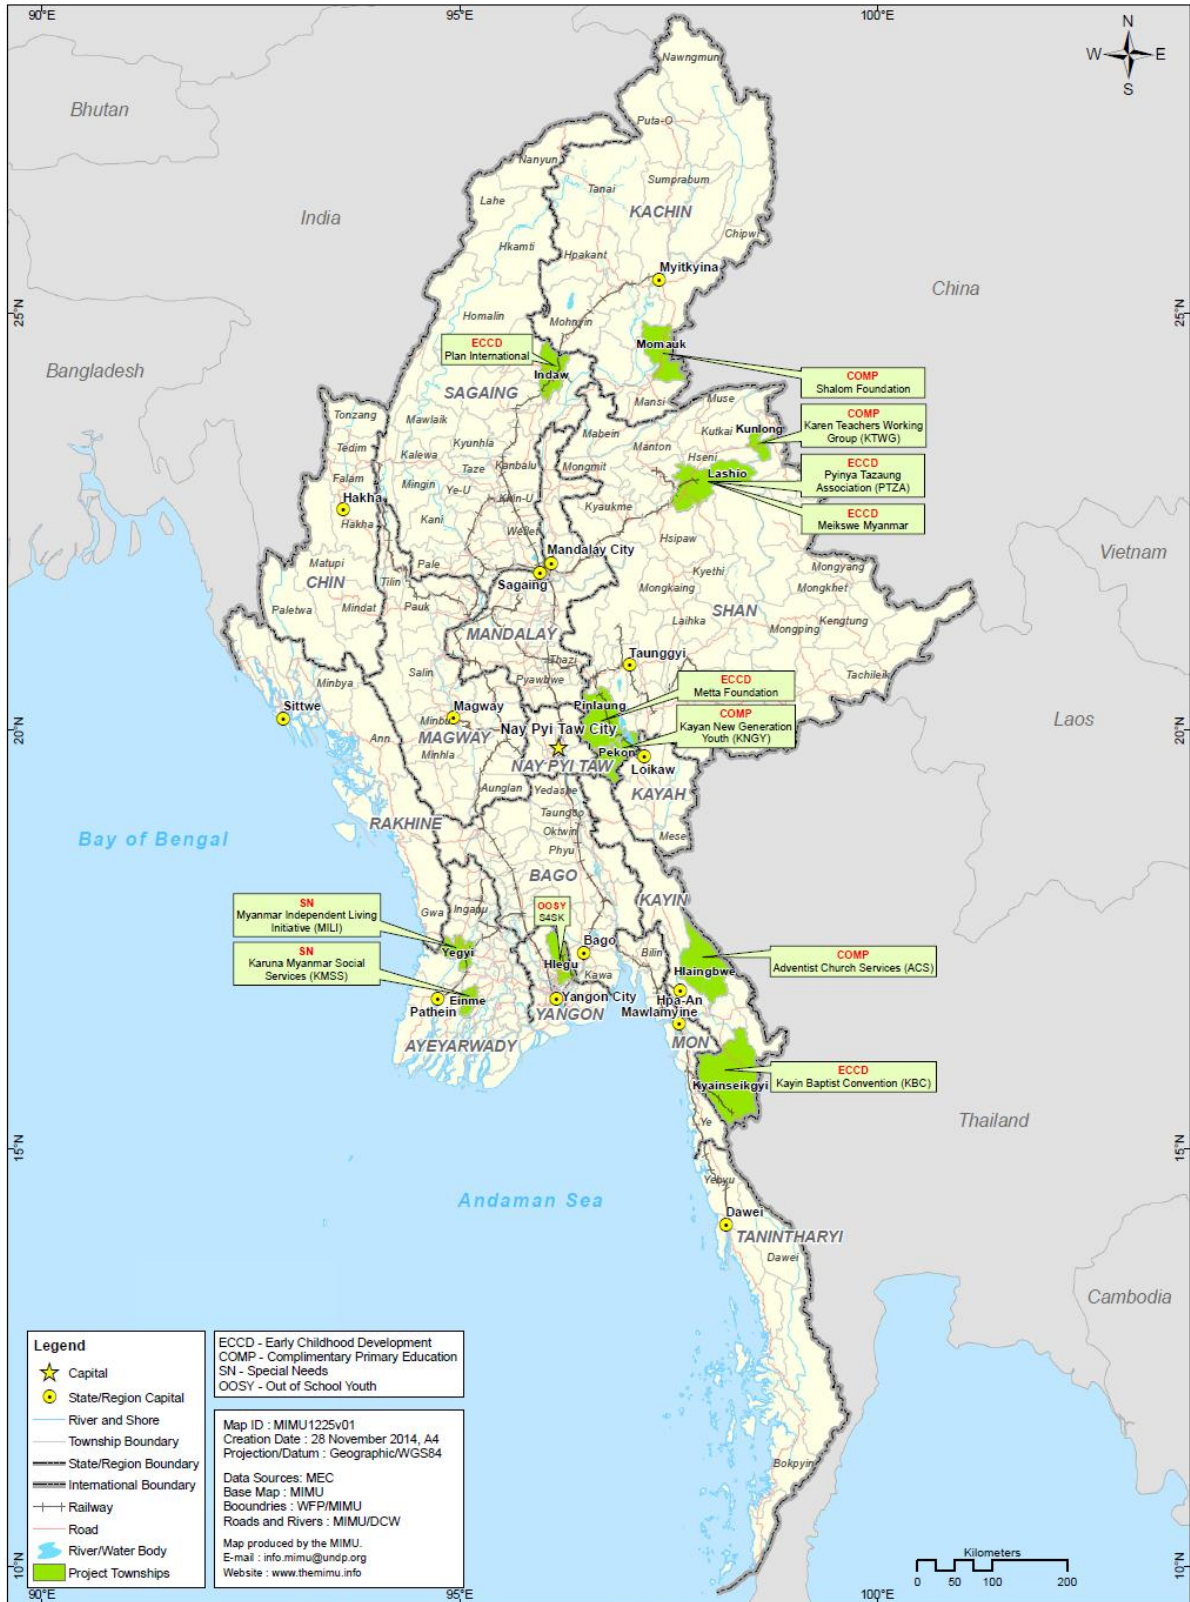 90°E
95°E
100°E
N
W
E
S
Nawngmun
Bhutan
Puta-O
Nanyun
Sumprabum
Tanai
Lahe
KACHIN
India
Chipwi
Hkamti
Hpakant
Myitkyina
China
25°N
25°N
Homalin
Mohnyin
ECCD
Plan International
Momauk
Bangladesh
Indaw
COMP
Shalom Foundation
SAGAING
Mansi
Muse
Tonzang
Mawlaik
Mabein
Kutkai
Kunlong
COMP
Karen Teachers Working
Group (KTWG)
Tedim
Kyunhla
Manton
Kalewa
Taze
Kanbalu
Mongmit
Hseni
Lashio
ECCD
Pyinya Tazaung
Association (PTZA)
Falam
Mingin
Ye-U
Hakha
Khin-U
Kyaukme
ECCD
Meikswe Myanmar
Hakha
Kani
Wetlet
Hsipaw
Mandalay City
Vietnam
Matupi
Pale
Kyethi
Mongyang
CHIN
Tilin
Sagaing
Mongkaing
Mongkhet
Paletwa
Mindat
Pauk
SHAN
MANDALAY
Laihka
Kengtung
Mongping
Thazi
Taunggyi
Salin
Pyawbwe
Tachileik
Minbya
ECCD
Metta Foundation
Sittwe
Magway
Pinlaung
Minbu
COMP
Kayan New Generation
Youth (KNGY)
Laos
20°N
20°N
Nay Pyi Taw City
Ann
MAGWAY
Minhla
Pekon
NAY PYI TAW
Loikaw
Aunglan
Yedashe
KAYAH
Taungoo
RAKHINE
Oktwin
Mese
Bay of Bengal
Phyu
BAGO
KAYIN
SN
Myanmar Independent Living
Initiative (MILI)
Gwa
Ingapu
OOSY
S4SK
Yegyi
Bago
Bilin
COMP
Adventist Church Services (ACS)
SN
Karuna Myanmar Social
Services (KMSS)
Hlegu
Kawa
Hlaingbwe
Einme
Pathein
Yangon City
Hpa-An
Mawlamyine
YANGON
AYEYARWADY
MON
ECCD
Kayin Baptist Convention (KBC)
Kyainseikgyi
Ye
Thailand
15°N
15°N
Yebyu
Andaman Sea
Dawei
TANINTHARYI
Dawei
Cambodia
Legend
Capital
State/Region Capital
River and Shore
Township Boundary
State/Region Boundary
International Boundary
Railway
Road
River/Water Body
Project Townships
ECCD - Early Childhood Development
COMP - Complimentary Primary Education
SN - Special Needs
OOSY - Out of School Youth
Map ID : MIMU1225v01
Creation Date : 28 November 2014, A4
Projection/Datum : Geographic/WGS84
Data Sources: MEC
Base Map : MIMU
Booundries : WFP/MIMU
Roads and Rivers : MIMU/DCW
Map produced by the MIMU.
E-mail : info.mimu@undp.org
Website : www.themimu.info
Bokpyin
Kilometers
0 50 100 200
10°N
10°N
90°E
95°E
100°E